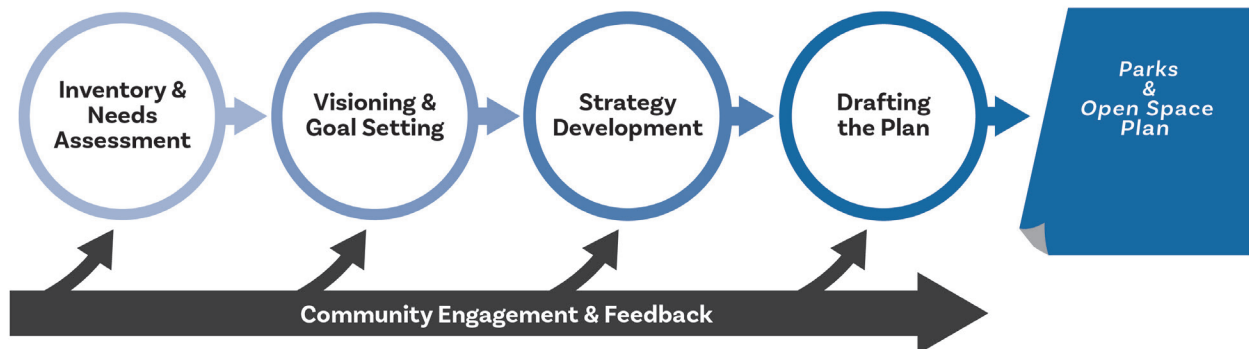 Inventory &
Needs
Assessment
Visioning &
Goal Setting
Strategy
Development
Drafting
the Plan
Parks
&
Open Space
Plan
Community Engagement & Feedback